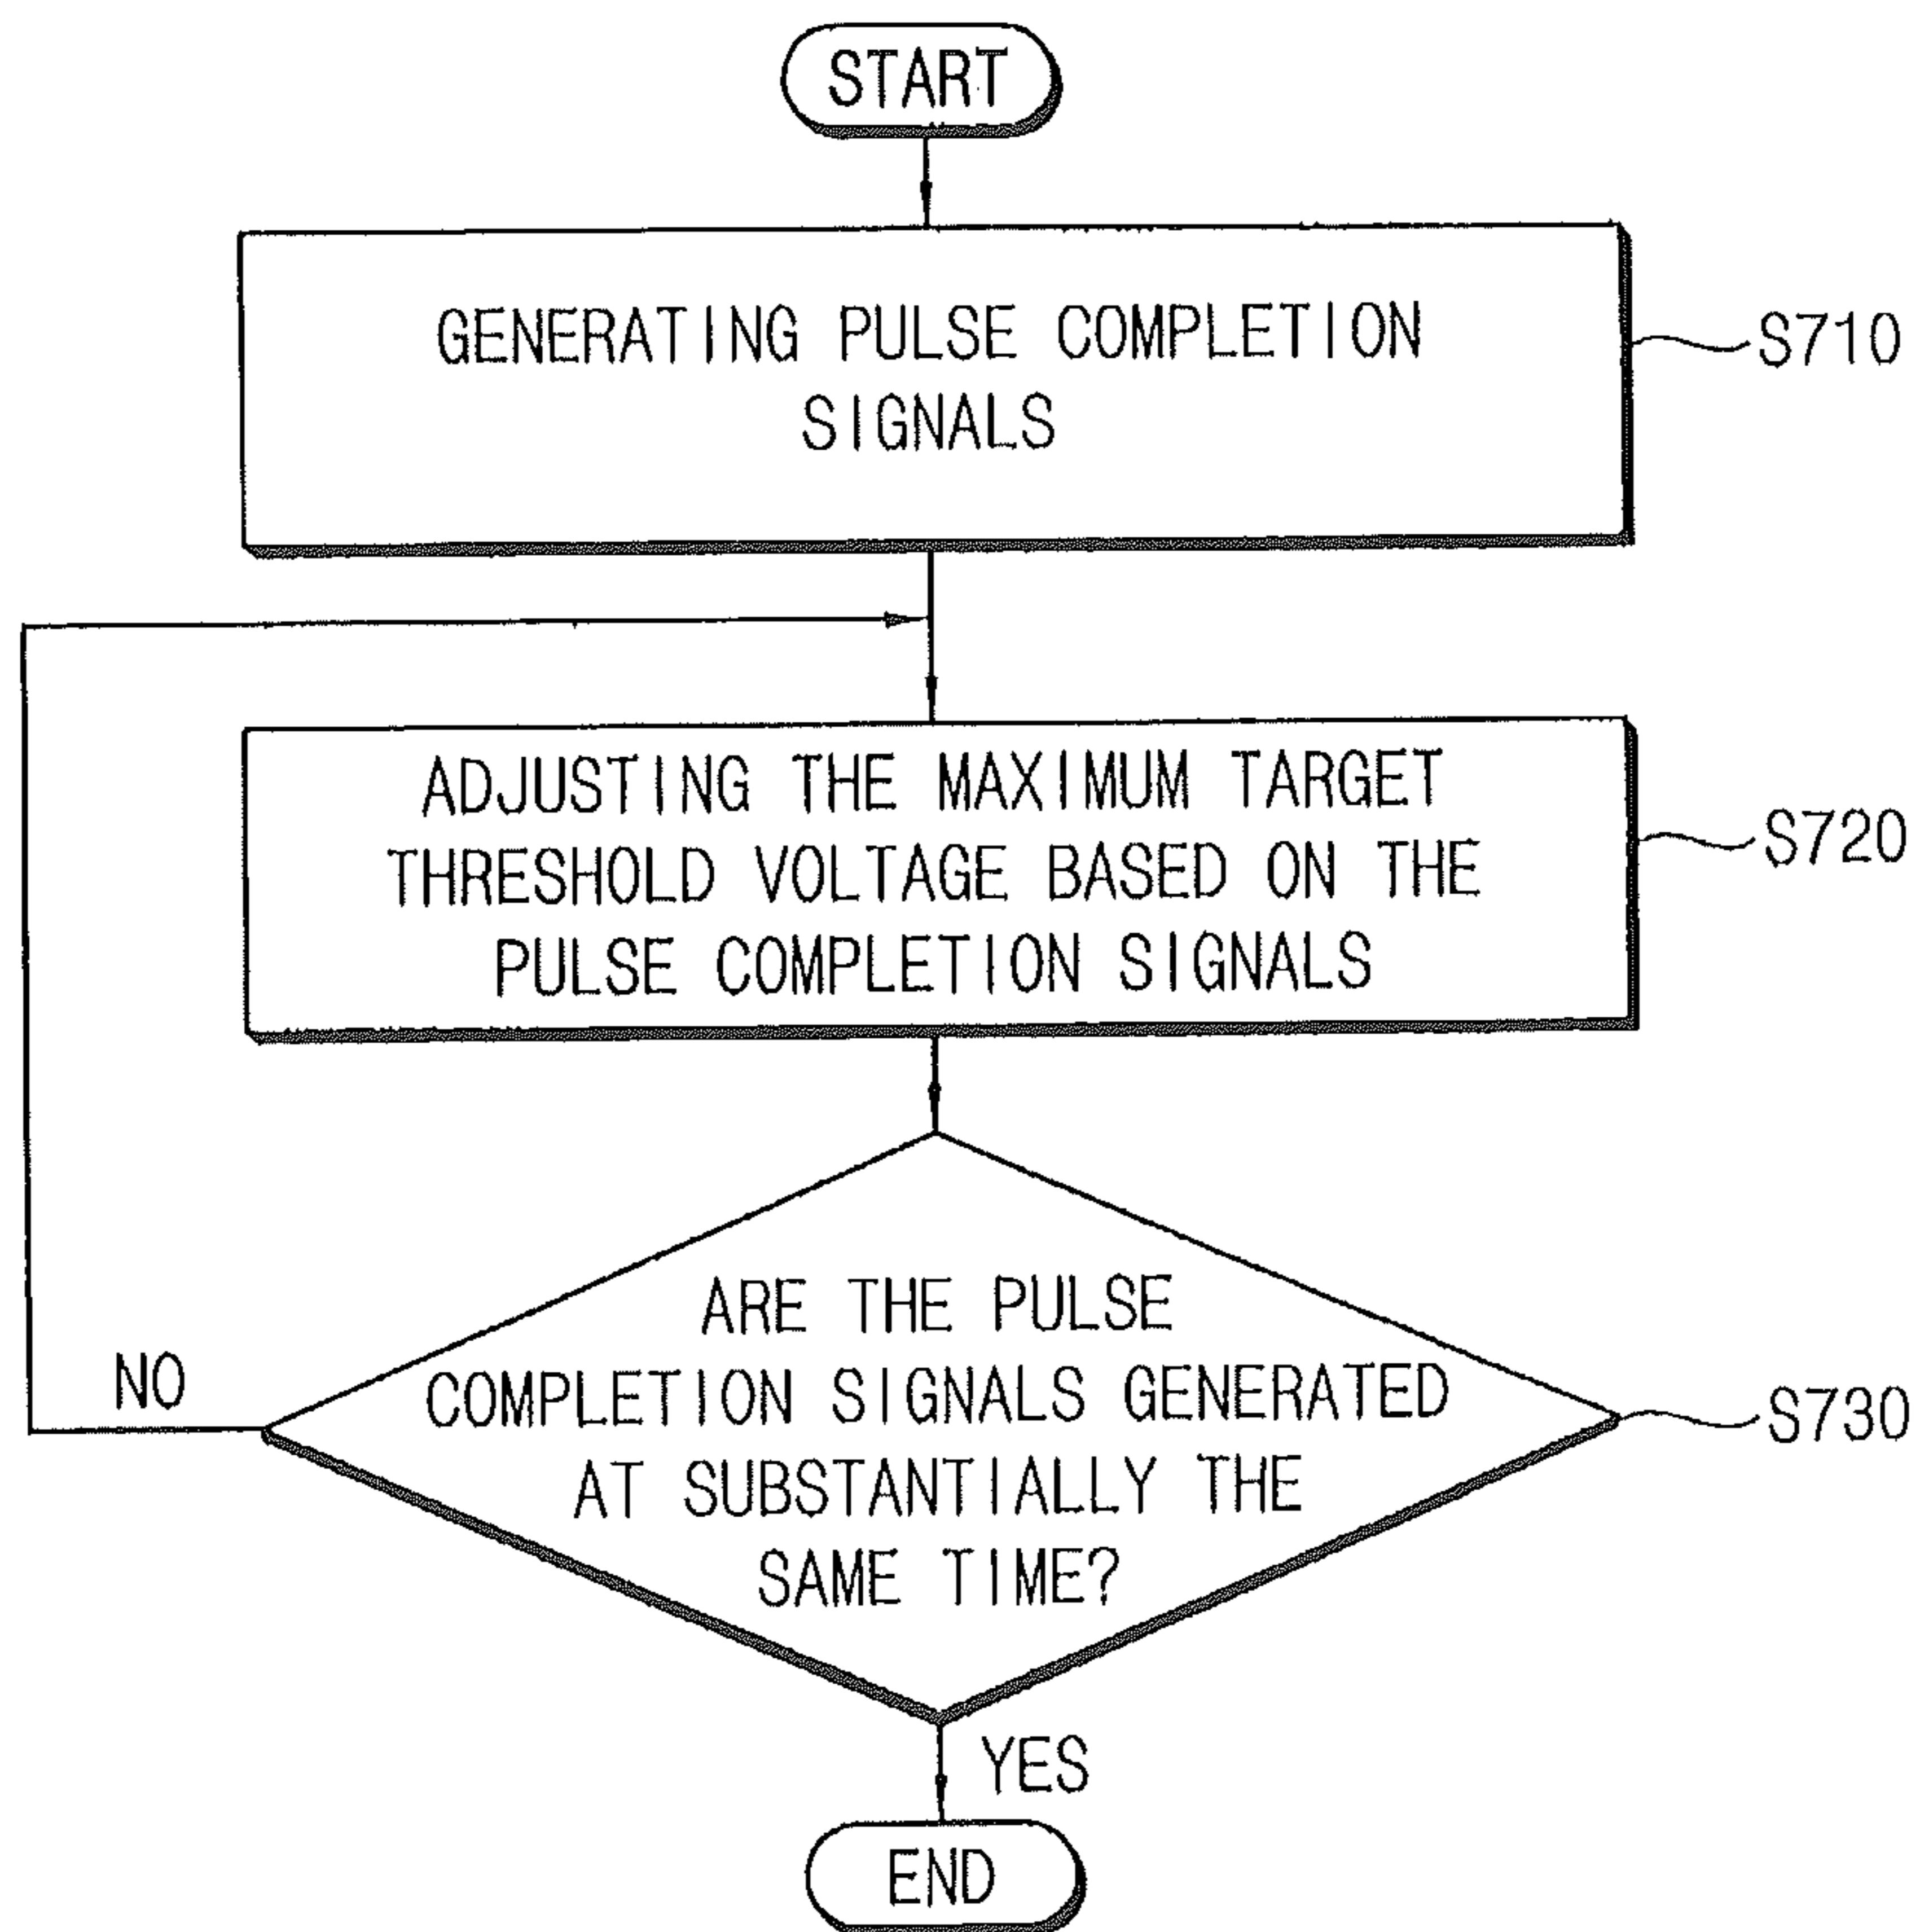 START
GENERATING PULSE COMPLETION
SIGNALS
S710
ADJUSTING THE MAXIMUM TARGET
THRESHOLD VOLTAGE BASED ON THE
PULSE COMPLETION SIGNALS
S720
ARE THE PULSE
COMPLETION SIGNALS GENERATED
AT SUBSTANTIALLY THE
SAME TIME?
S730
NO
YES
END